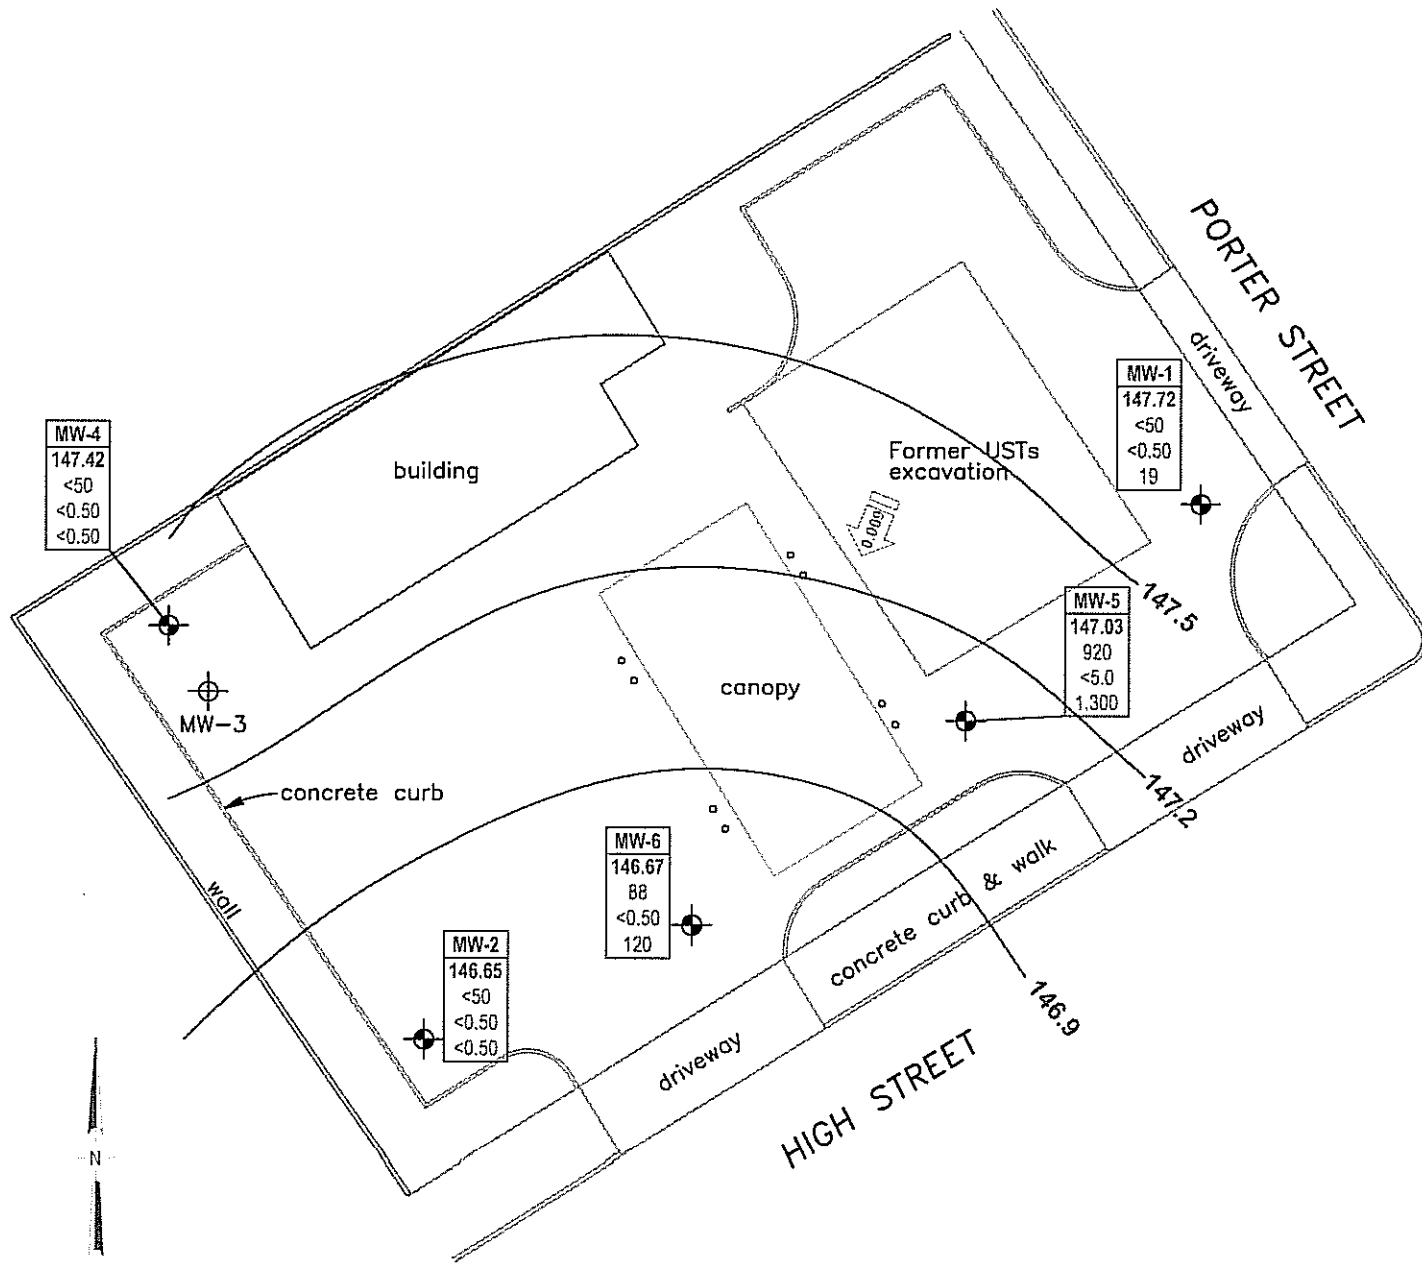 PORTER STREET
driveway
MW-1
147.72
<50
<0.50
19
MW-4
147.42
<50
<0.50
<0.50
building
Former USTs
excavation
0.009
147.5
MW-5
147.03
920
<5.0
1,300
MW-3
canopy
driveway
concrete curb
147.2
MW-6
146.67
88
<0.50
120
wall
concrete curb & walk
MW-2
146.65
<50
<0.50
<0.50
146.9
driveway
HIGH STREET
N